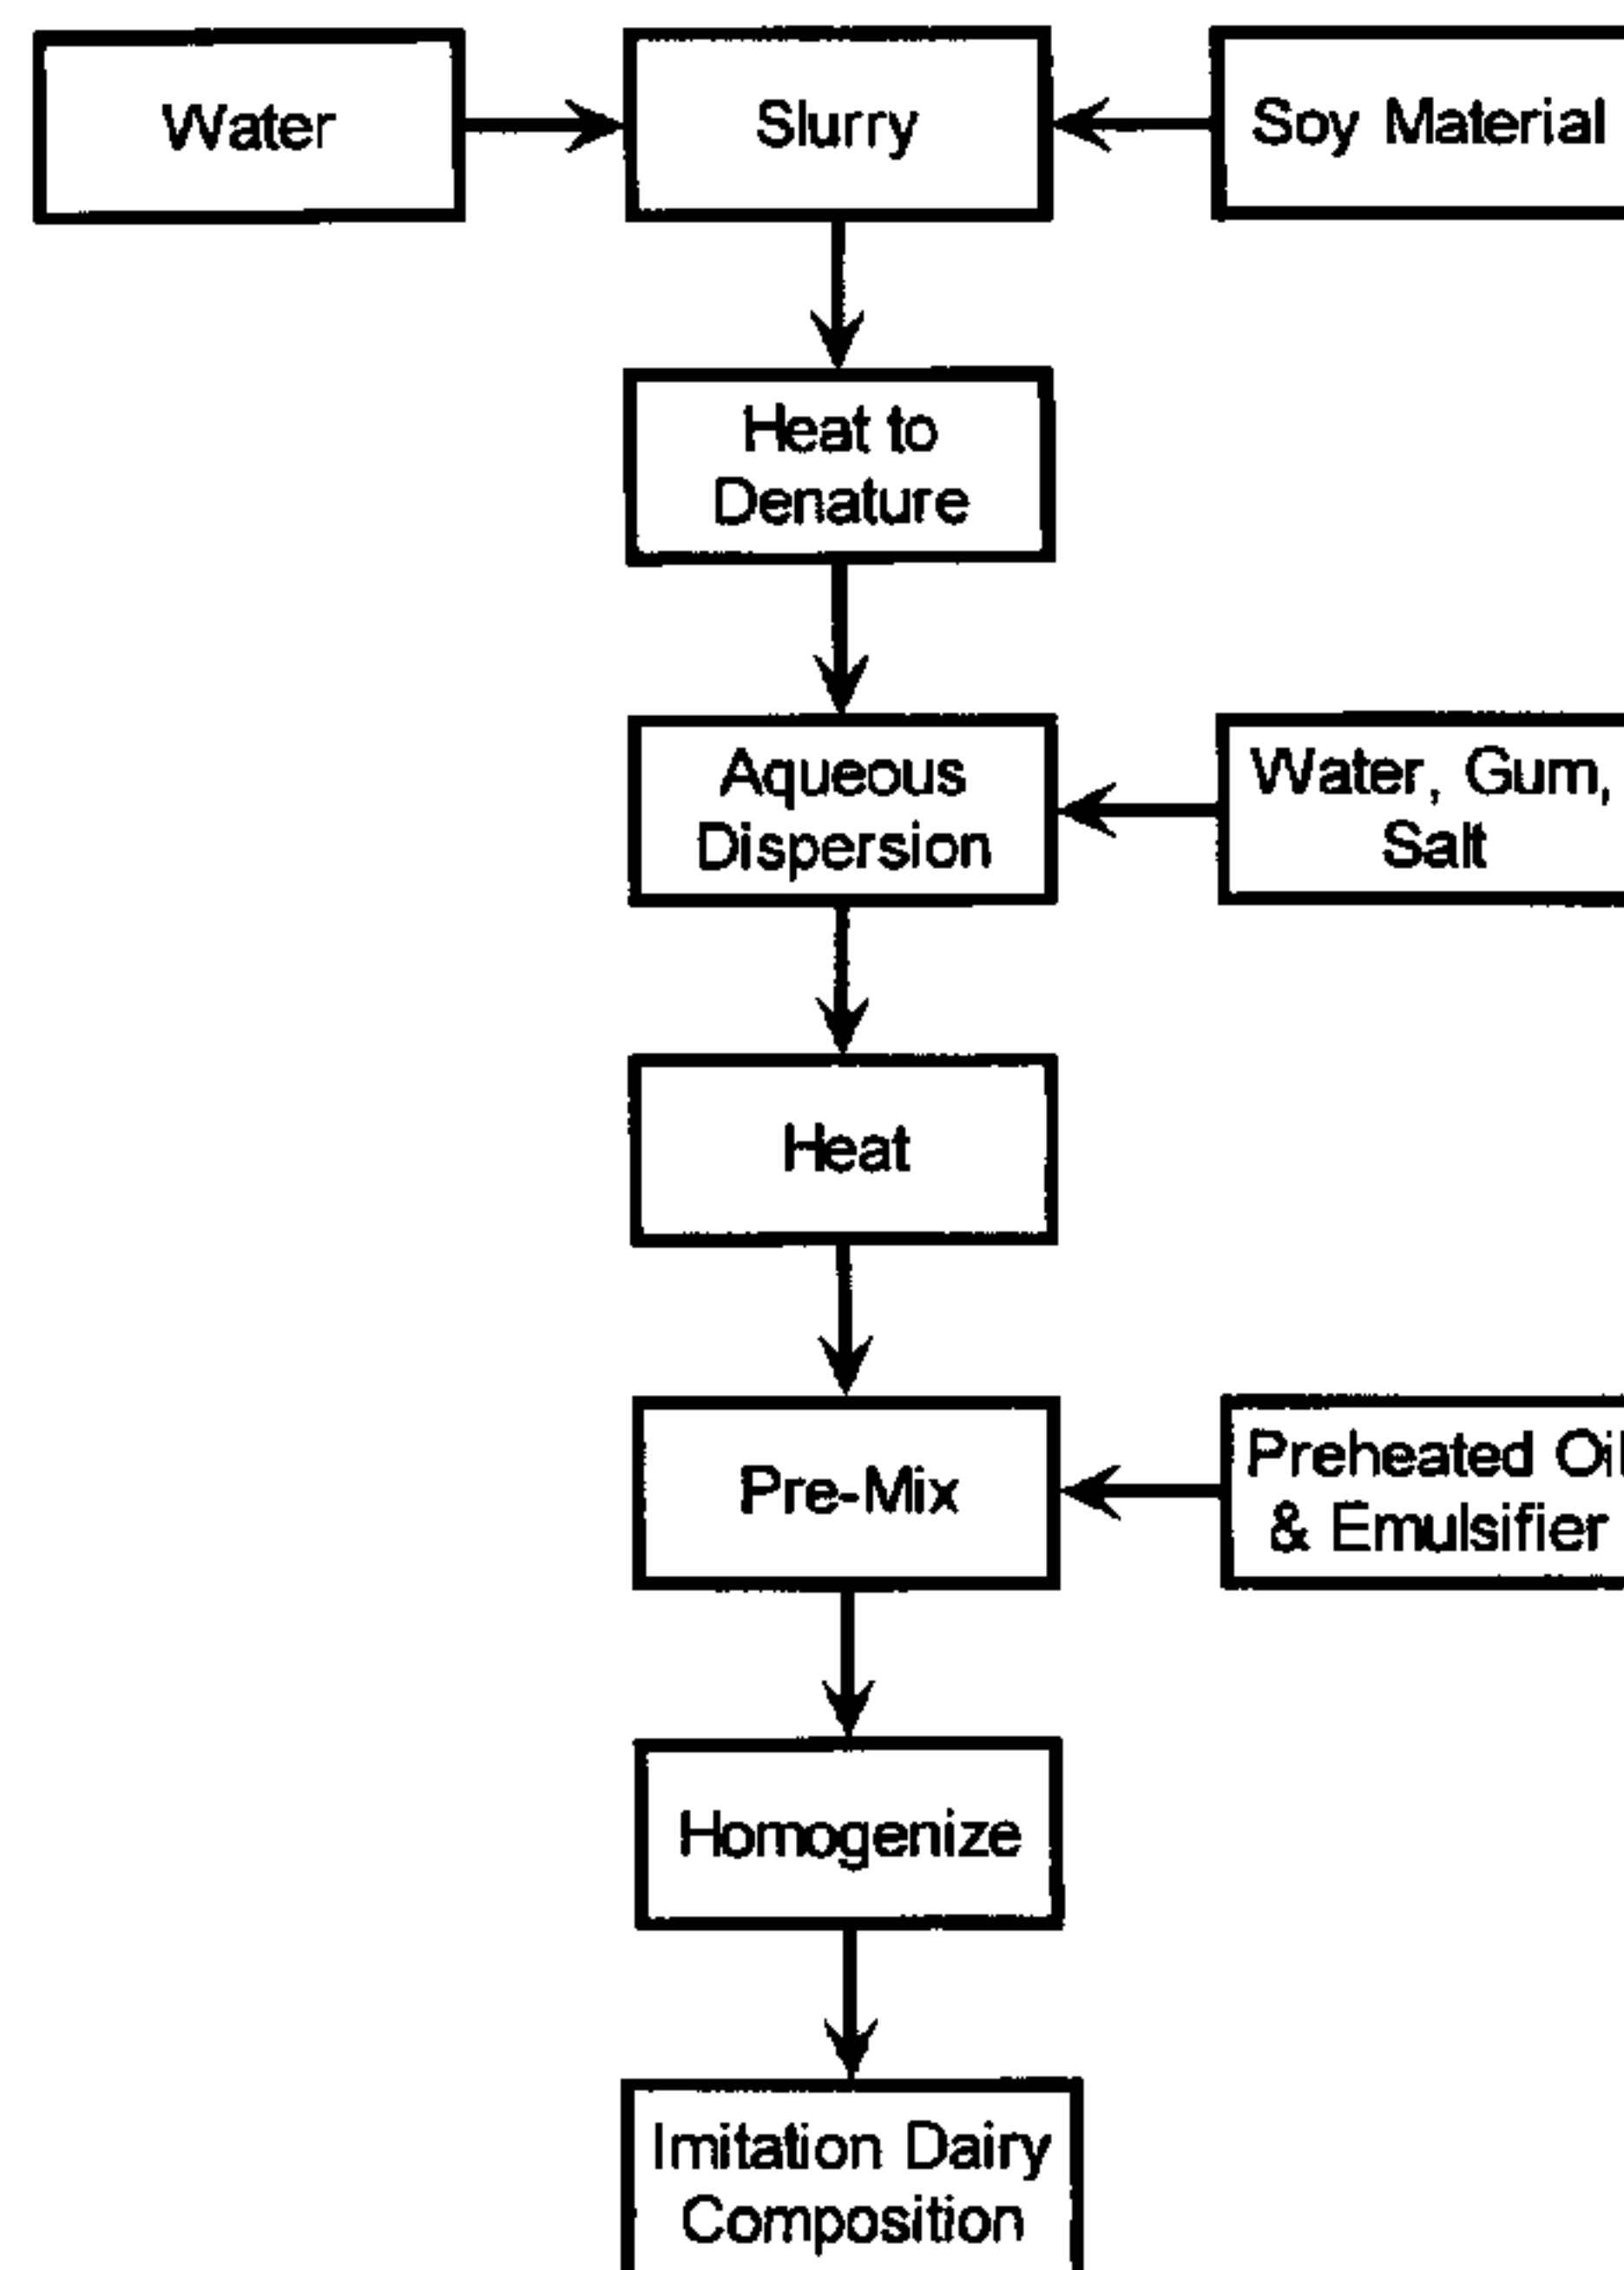 Water
Slurry
Soy Material
Heat to
Denature
Aqueous
Dispersion
Water, Gum,
Salt
Heat
Pre-Mix
Preheated Oil
& Emulsifier
Homogenize
Imitation Dairy
Composition